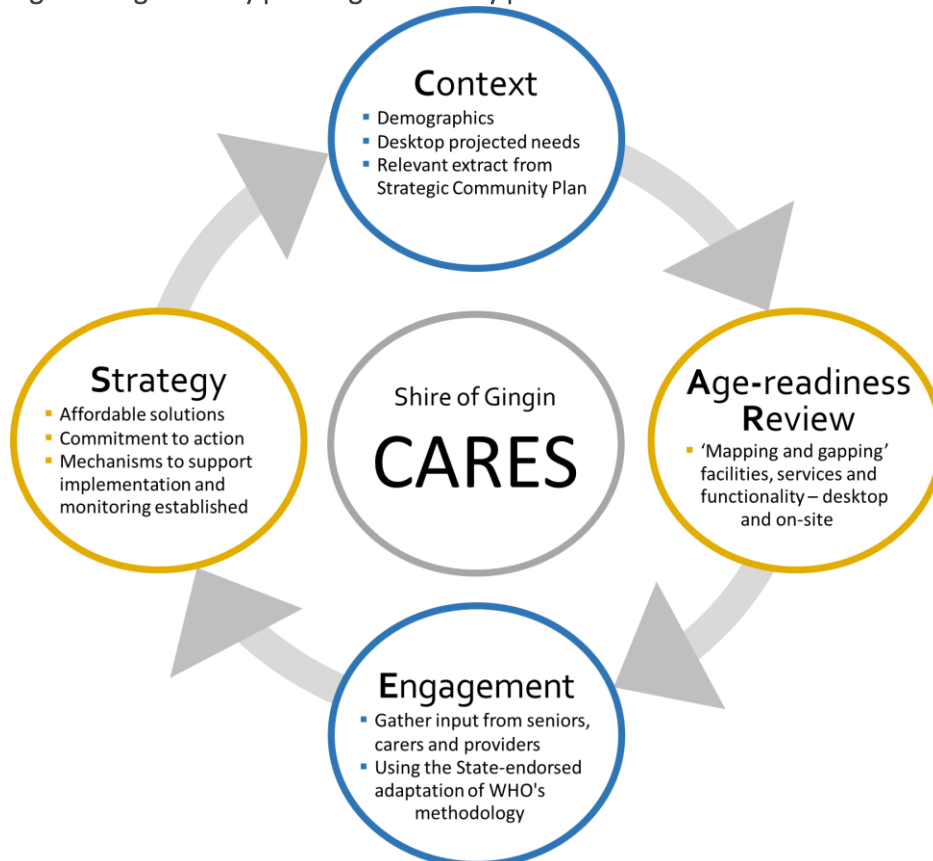 Context
▪ Demographics
▪ Desktop projected needs
▪ Relevant extract from
Strategic Community Plan
Strategy
▪ Affordable solutions
▪ Commitment to action
▪ Mechanisms to support
implementation and
monitoring established
Shire of Gingin
CARES
Age-readiness
Review
▪ ‘Mapping and gapping’
facilities, services and
functionality – desktop
and on-site
Engagement
▪ Gather input from seniors,
carers and providers
▪ Using the State-endorsed
adaptation of WHO's
methodology